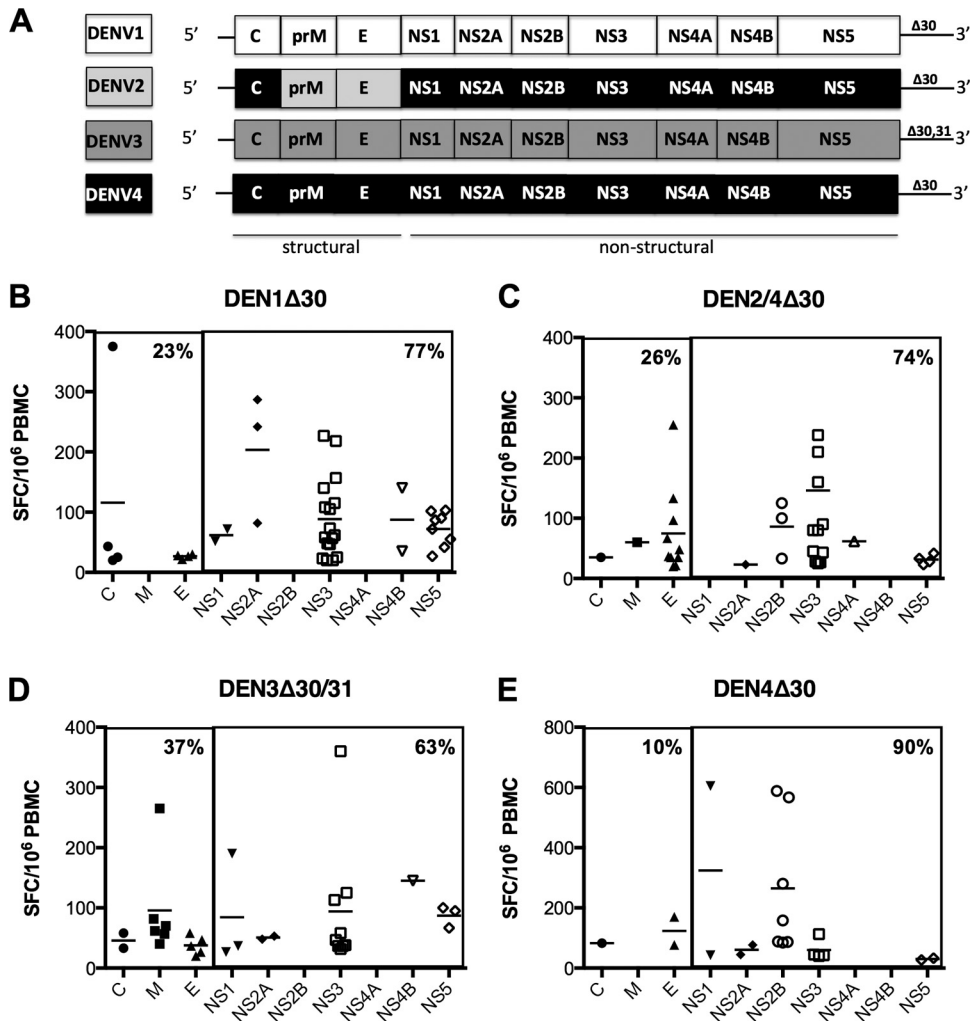 A
DENV1 5’ C prM E NS1 NS2A NS2B NS3 NS4A NS4B NS5 Δ30 3’
DENV2 5’ C prM E NS1 NS2A NS2B NS3 NS4A NS4B NS5 Δ30 3’
DENV3 5’ C prM E NS1 NS2A NS2B NS3 NS4A NS4B NS5 Δ30,31 3’
DENV4 5’ C prM E NS1 NS2A NS2B NS3 NS4A NS4B NS5 Δ30 3’
structural non-structural
B DEN1Δ30
SFC/10⁶ PBMC
400
300
200
100
0
23% 77%
C M E NS1 NS2A NS2B NS3 NS4A NS4B NS5
C DEN2/4Δ30
SFC/10⁶ PBMC
400
300
200
100
0
26% 74%
C M E NS1 NS2A NS2B NS3 NS4A NS4B NS5
D DEN3Δ30/31
SFC/10⁶ PBMC
400
300
200
100
0
37% 63%
C M E NS1 NS2A NS2B NS3 NS4A NS4B NS5
E DEN4Δ30
SFC/10⁶ PBMC
800
600
400
200
0
10% 90%
C M E NS1 NS2A NS2B NS3 NS4A NS4B NS5